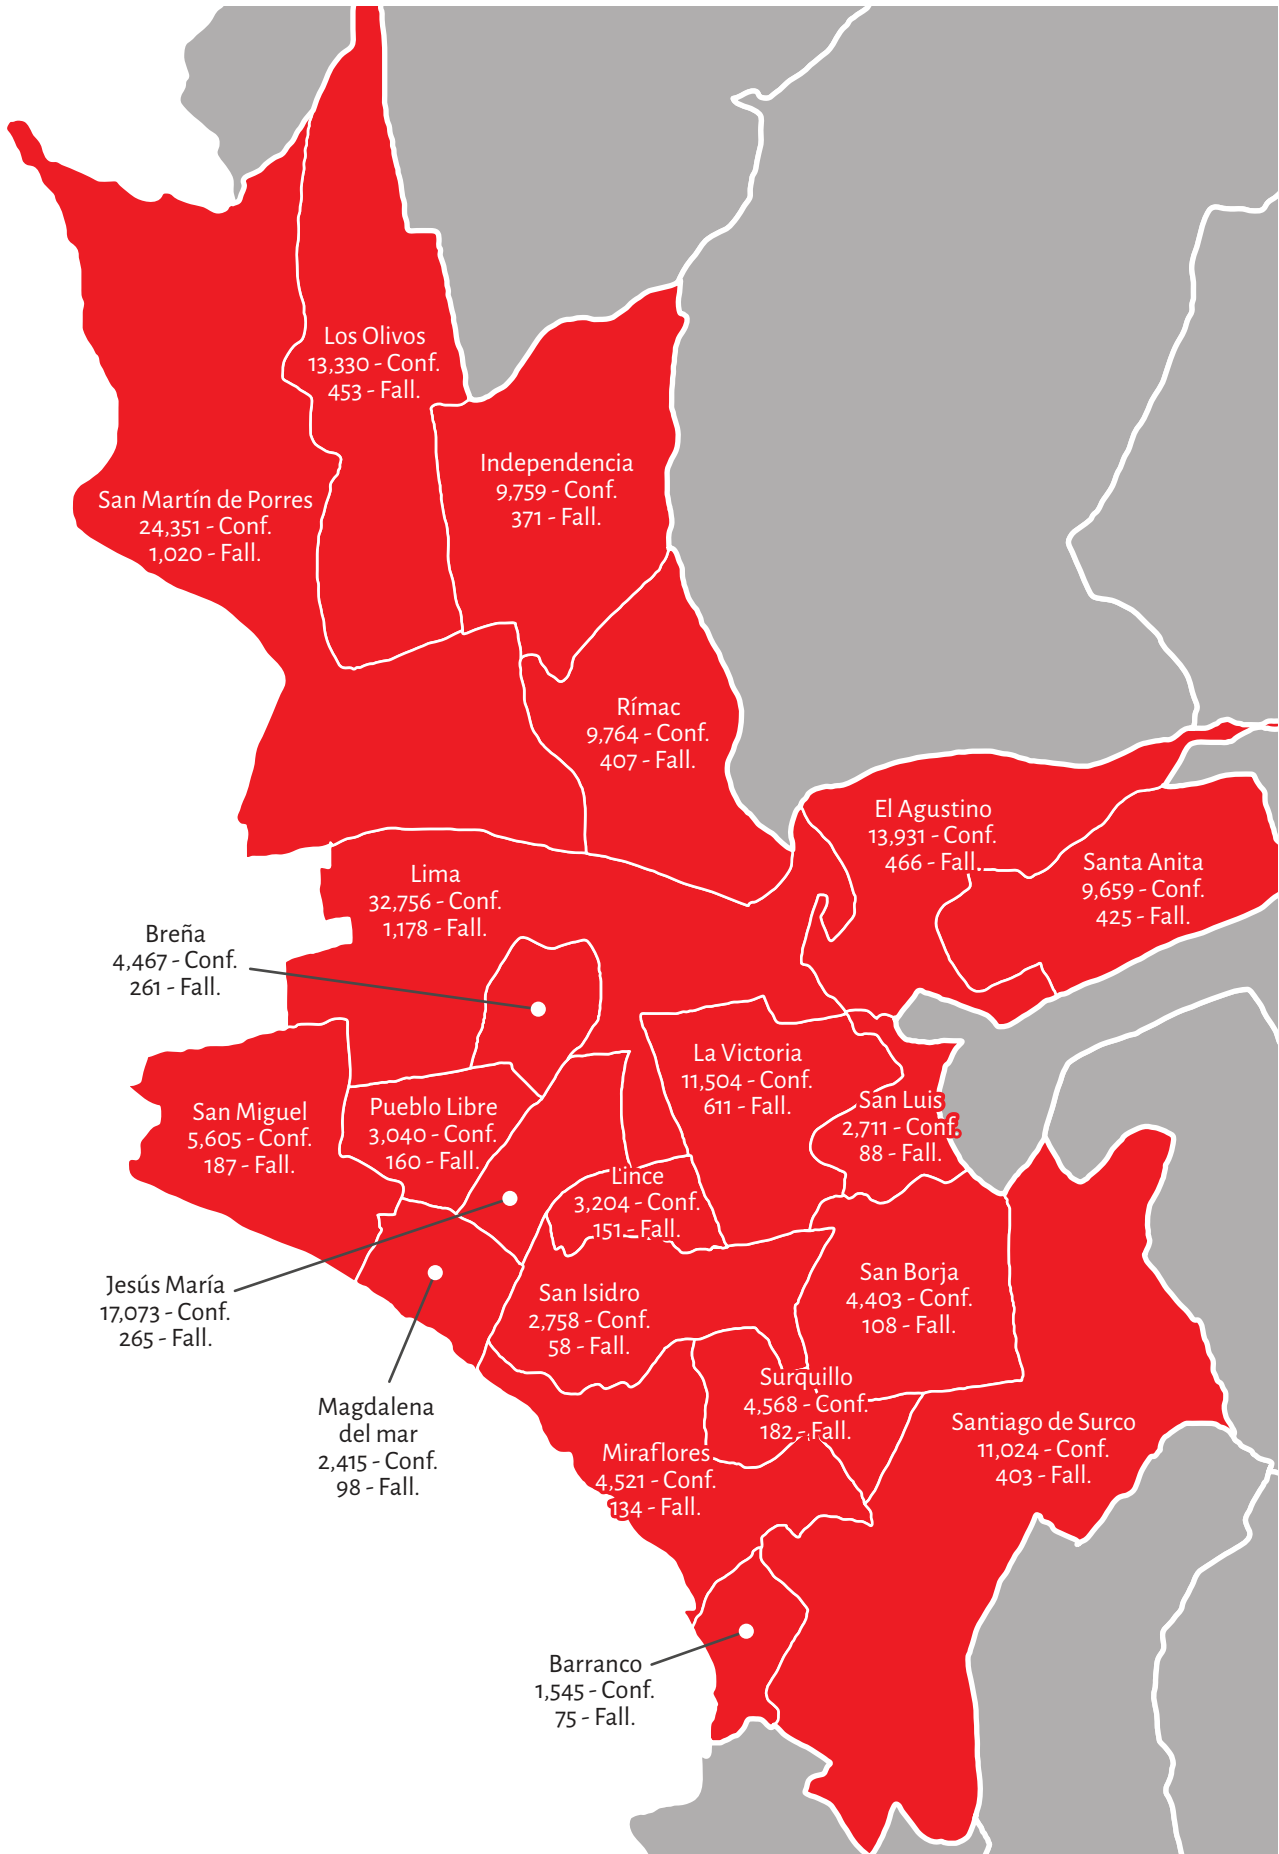 Los Olivos
13,330 - Conf.
453 - Fall.
Independencia
9,759 - Conf.
371 - Fall.
San Martín de Porres
24,351 - Conf.
1,020 - Fall.
Rímac
9,764 - Conf.
407 - Fall.
El Agustino
13,931 - Conf.
466 - Fall.
Santa Anita
9,659 - Conf.
425 - Fall.
Lima
32,756 - Conf.
1,178 - Fall.
Breña
4,467 - Conf.
261 - Fall.
La Victoria
11,504 - Conf.
611 - Fall.
San Luis
2,711 - Conf.
88 - Fall.
San Miguel
5,605 - Conf.
187 - Fall.
Pueblo Libre
3,040 - Conf.
160 - Fall.
Lince
3,204 - Conf.
151 - Fall.
Jesús María
17,073 - Conf.
265 - Fall.
San Isidro
2,758 - Conf.
58 - Fall.
San Borja
4,403 - Conf.
108 - Fall.
Surquillo
4,568 - Conf.
182 - Fall.
Magdalena
del mar
2,415 - Conf.
98 - Fall.
Miraflores
4,521 - Conf.
134 - Fall.
Santiago de Surco
11,024 - Conf.
403 - Fall.
Barranco
1,545 - Conf.
75 - Fall.